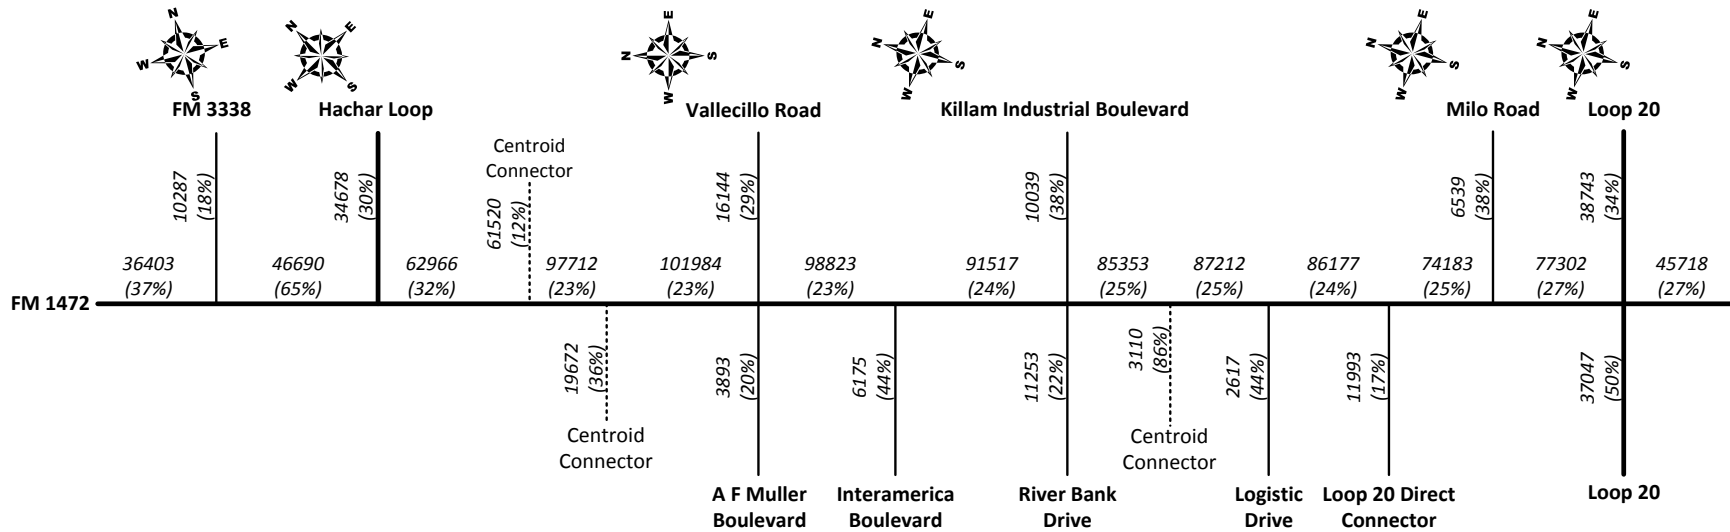 N
E
S
W
N
E
S
W
E
S
W
N
E
S
W
N
E
S
W
N
E
S
W
N
FM 3338
Hachar Loop
Vallecillo Road
Killam Industrial Boulevard
Milo Road
Loop 20
Centroid
Connector
10287
(18%)
34678
(30%)
61520
(12%)
16144
(29%)
10039
(38%)
6539
(38%)
38743
(34%)
36403
(37%)
46690
(65%)
62966
(32%)
97712
(23%)
101984
(23%)
98823
(23%)
91517
(24%)
85353
(25%)
87212
(25%)
86177
(24%)
74183
(25%)
77302
(27%)
45718
(27%)
FM 1472
19672
(36%)
3893
(20%)
6175
(44%)
11253
(22%)
3110
(86%)
2617
(44%)
11993
(17%)
37047
(50%)
Centroid
Connector
Centroid
Connector
A F Muller
Boulevard
Interamerica
Boulevard
River Bank
Drive
Logistic
Drive
Loop 20 Direct
Connector
Loop 20